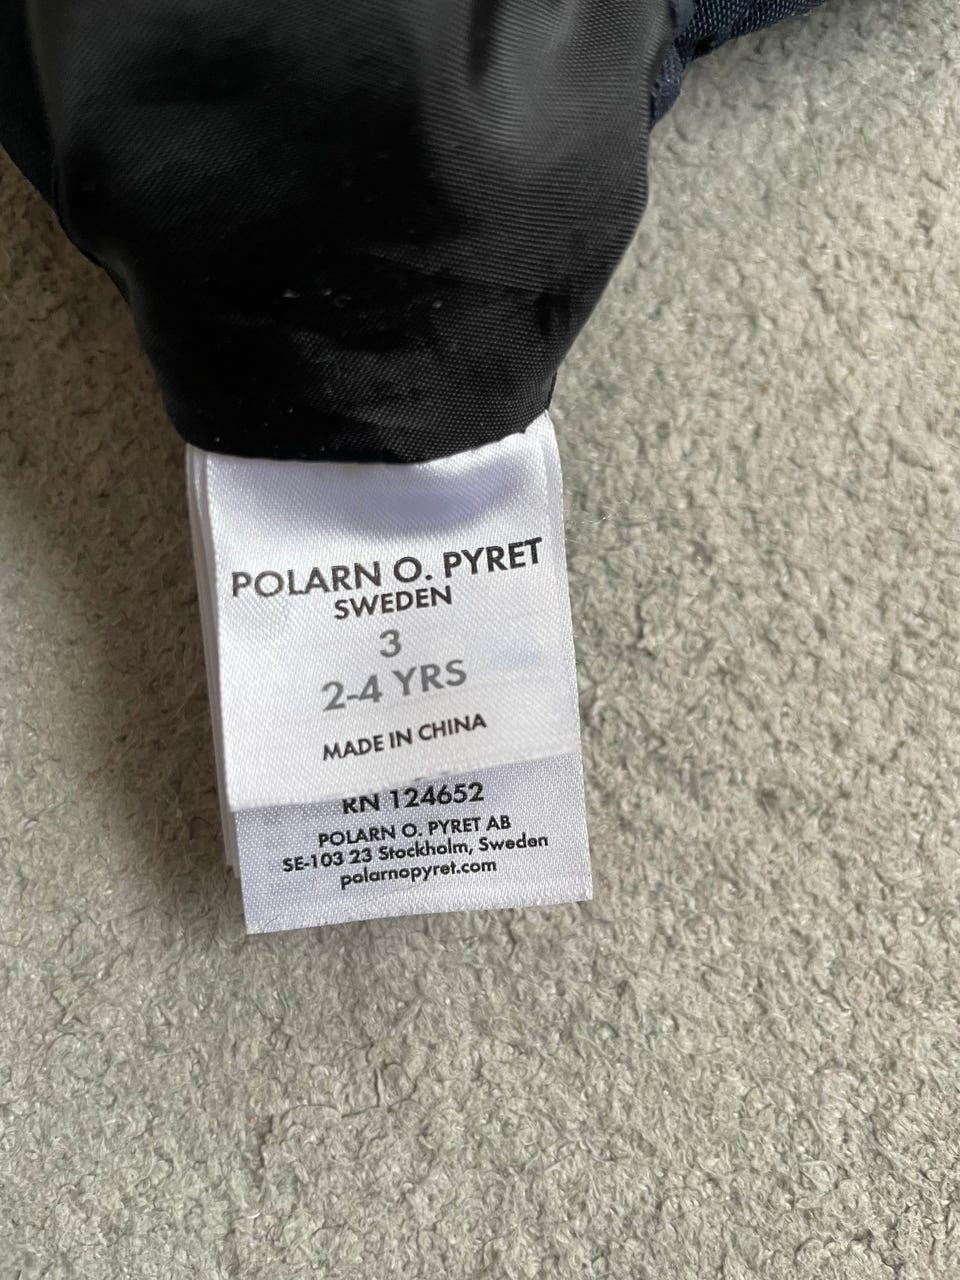 POLARN O. PYRET
SWEDEN
3
2-4 YRS
MADE IN CHINA
RN 124652
POLARN O. PYRET AB
SE-103 23 Stockholm, Sweden
polarnopyret.com